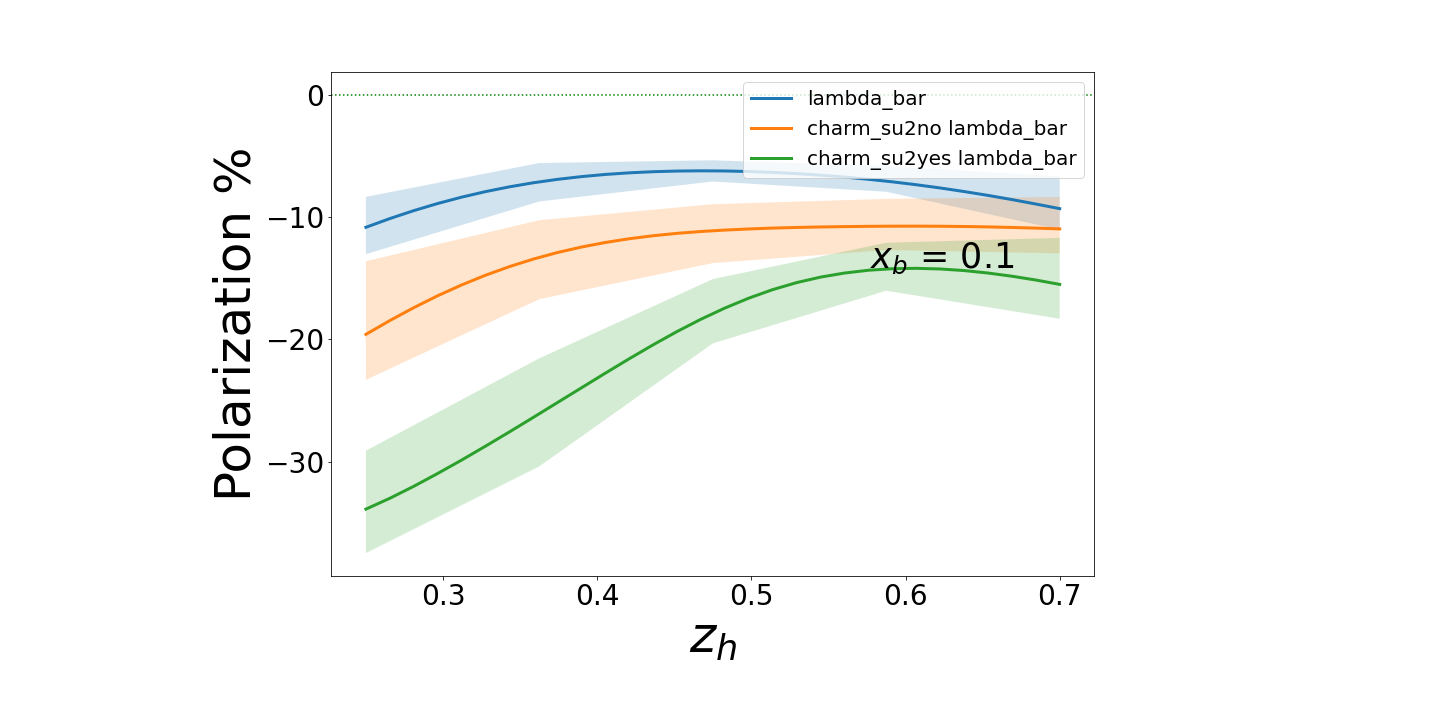 Polarization %
0
−10
−20
−30
lambda_bar
charm_su2no lambda_bar
charm_su2yes lambda_bar
x_b = 0.1
0.3 0.4 0.5 0.6 0.7
z_h